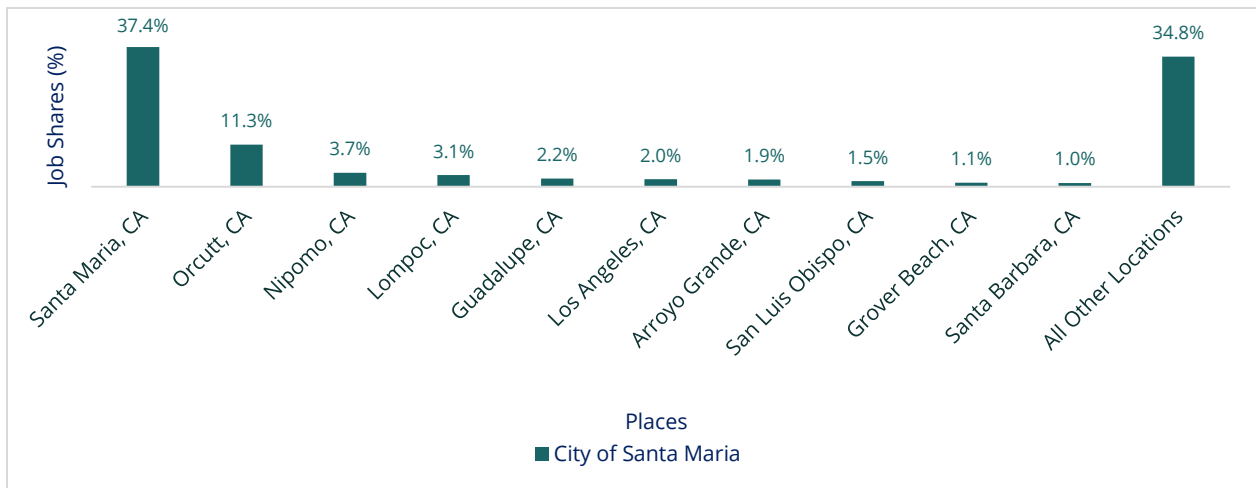 37.4%
34.8%
11.3%
3.7%
3.1%
2.2%
2.0%
1.9%
1.5%
1.1%
1.0%
Job Shares (%)
Santa Maria, CA
Orcutt, CA
Nipomo, CA
Lompoc, CA
Guadalupe, CA
Los Angeles, CA
Arroyo Grande, CA
San Luis Obispo, CA
Grover Beach, CA
Santa Barbara, CA
All Other Locations
Places
City of Santa Maria